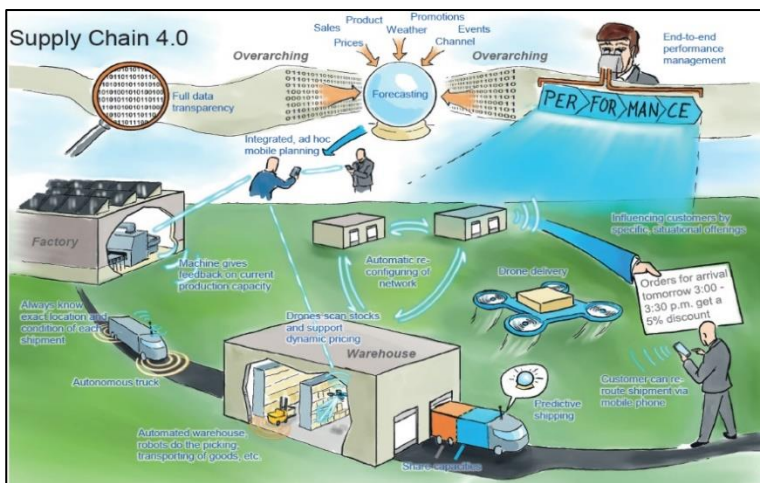 Supply Chain 4.0
Sales
Product
Prices
Weather
Promotions
Events
Channel
Overarching
Overarching
Full data
transparency
Forecasting
End-to-end
performance
management
PER FOR MAN CE
Integrated, ad hoc
mobile planning
Factory
Machine gives
feedback on current
production capacity
Automatic re-
configuring of
network
Influencing customers by
specific, situational offerings
Drone delivery
Orders for arrival
tomorrow 3:00 -
3:30 p.m. get a
5% discount
Always know
exact location and
condition of each
shipment
Autonomous truck
Drones scan stocks
and support
dynamic pricing
Warehouse
Automated warehouse,
robots do the picking,
transporting of goods, etc.
Predictive
shipping
Share capacities
Customer can re-
route shipment via
mobile phone